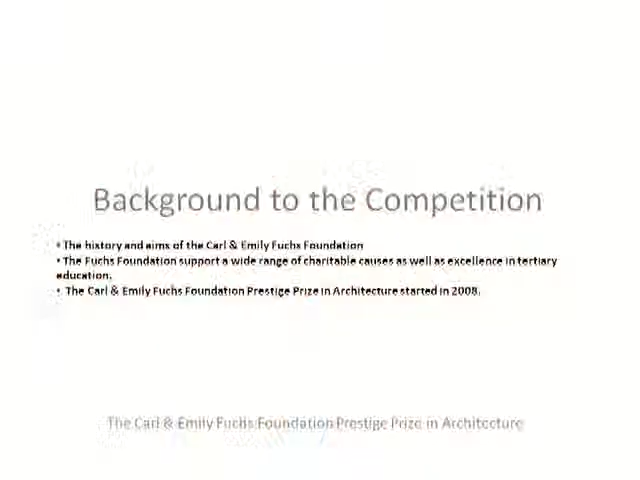 Background to the Competition
• The history and aims of the Carl & Emily Fuchs Foundation
• The Fuchs Foundation support a wide range of charitable causes as well as excellence in tertiary
education.
• The Carl & Emily Fuchs Foundation Prestige Prize in Architecture started in 2008.
The Carl & Emily Fuchs Foundation Prestige Prize in Architecture